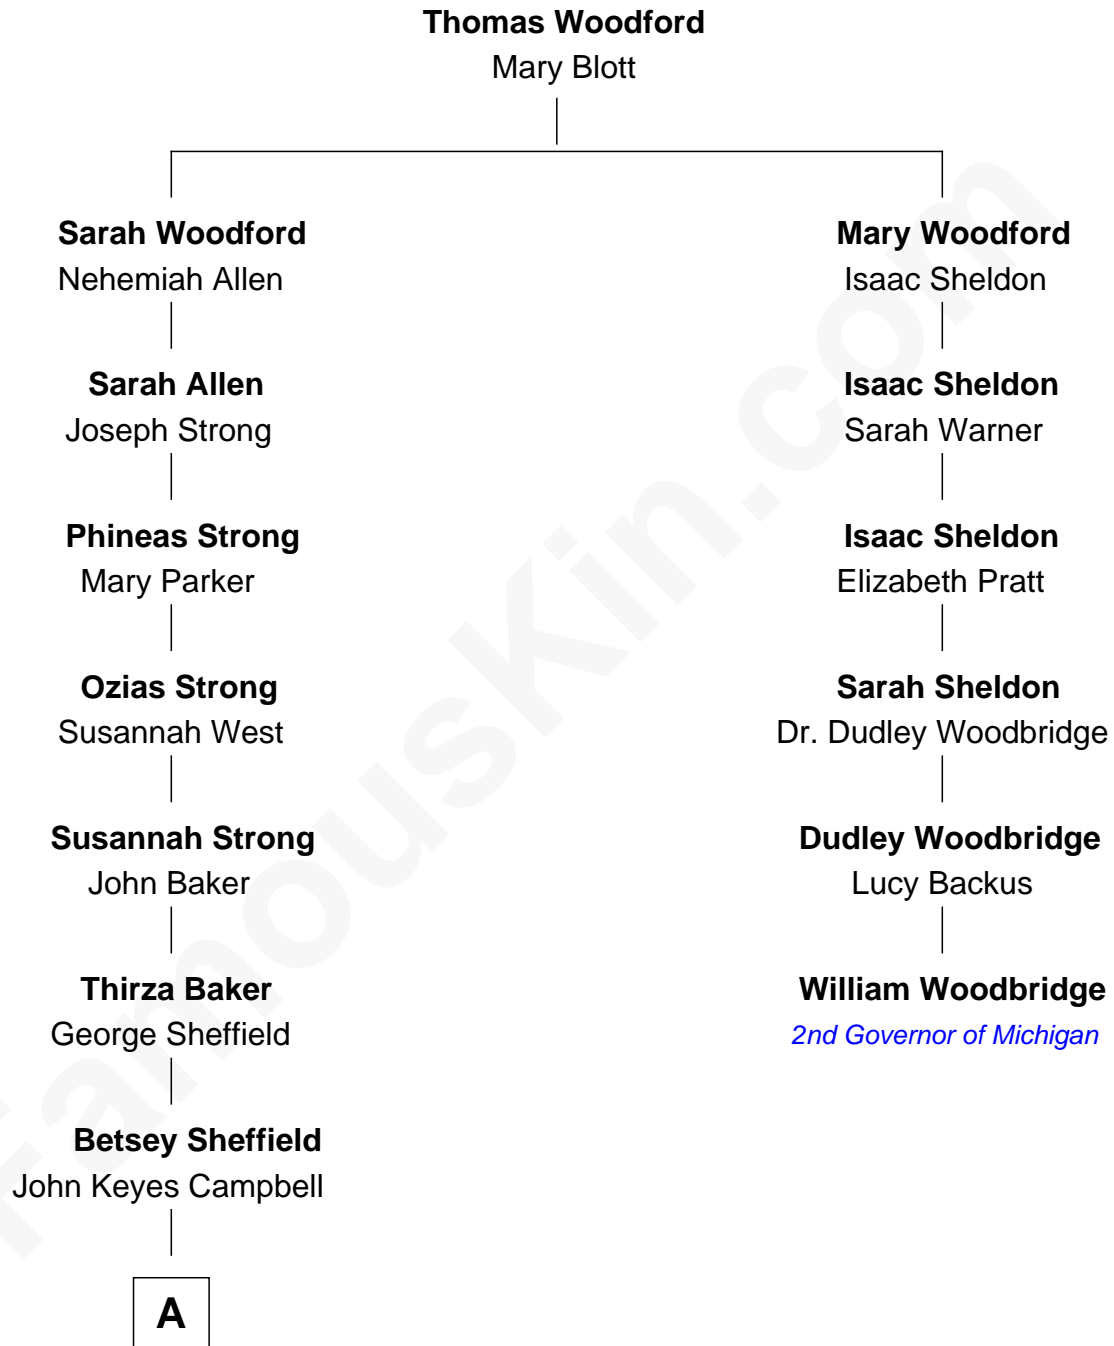 Thomas Woodford
Mary Blott
Sarah Woodford
Nehemiah Allen
Sarah Allen
Joseph Strong
Phineas Strong
Mary Parker
Ozias Strong
Susannah West
Susannah Strong
John Baker
Thirza Baker
George Sheffield
Betsey Sheffield
John Keyes Campbell
A
Mary Woodford
Isaac Sheldon
Isaac Sheldon
Sarah Warner
Isaac Sheldon
Elizabeth Pratt
Sarah Sheldon
Dr. Dudley Woodbridge
Dudley Woodbridge
Lucy Backus
William Woodbridge
2nd Governor of Michigan
FamousKin.com